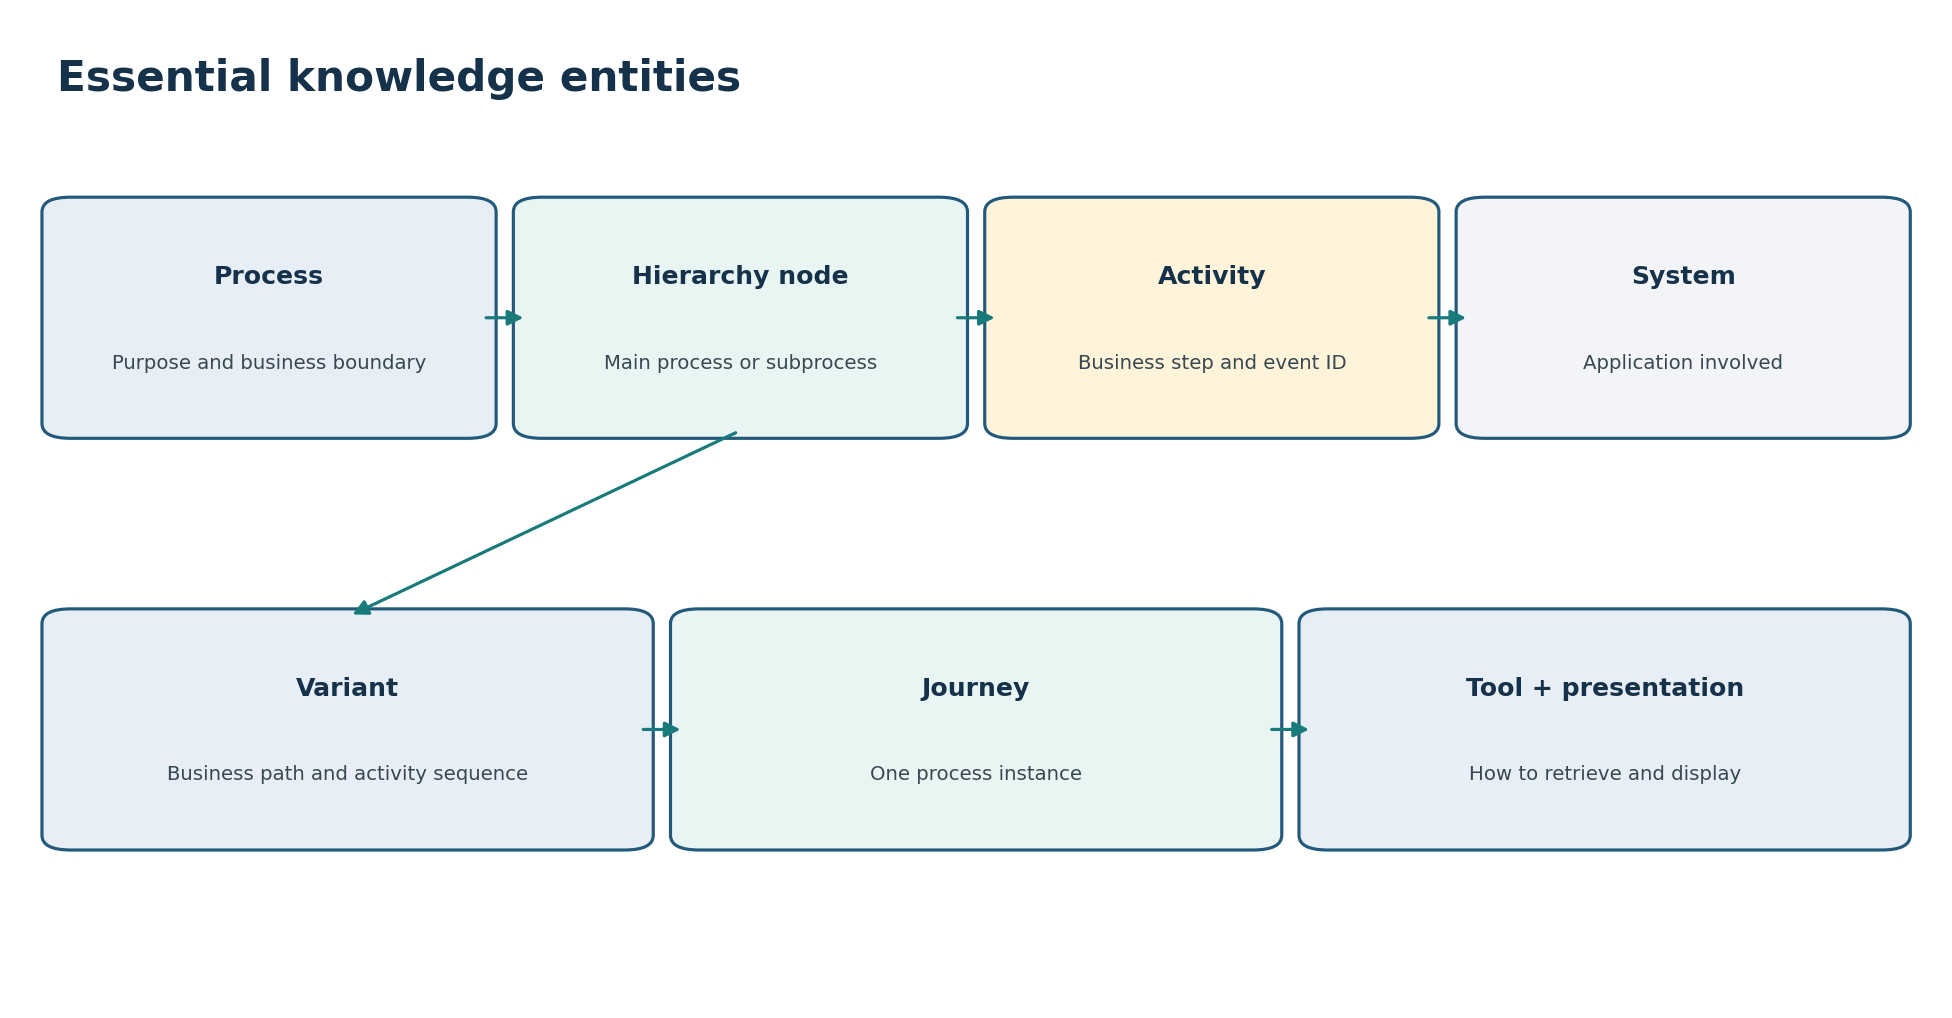 Essential knowledge entities
Process
Purpose and business boundary
Hierarchy node
Main process or subprocess
Activity
Business step and event ID
System
Application involved
Variant
Business path and activity sequence
Journey
One process instance
Tool + presentation
How to retrieve and display